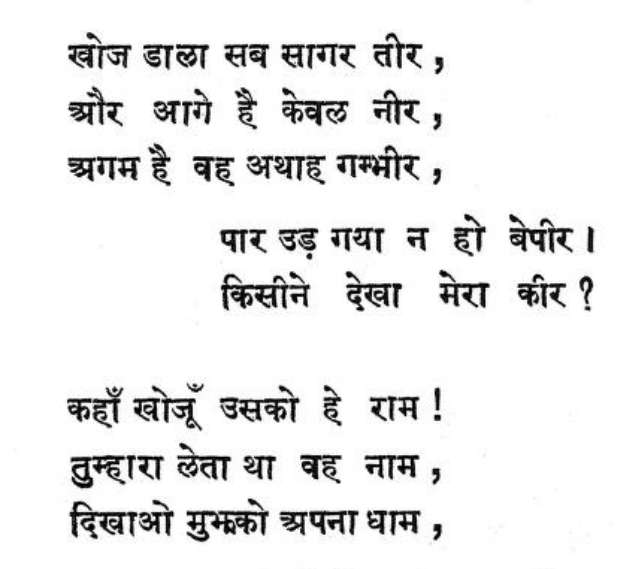 खोज डाला सब सागर तीर,
और आगे है केवल नीर,
अगम है वह अथाह गम्भीर,
पार उड़ गया न हो बेपीर।
किसीने देखा मेरा कीर?
कहाँ खोजूँ उसको हे राम!
तुम्हारा लेता था वह नाम,
दिखाओ मुझको अपना धाम,